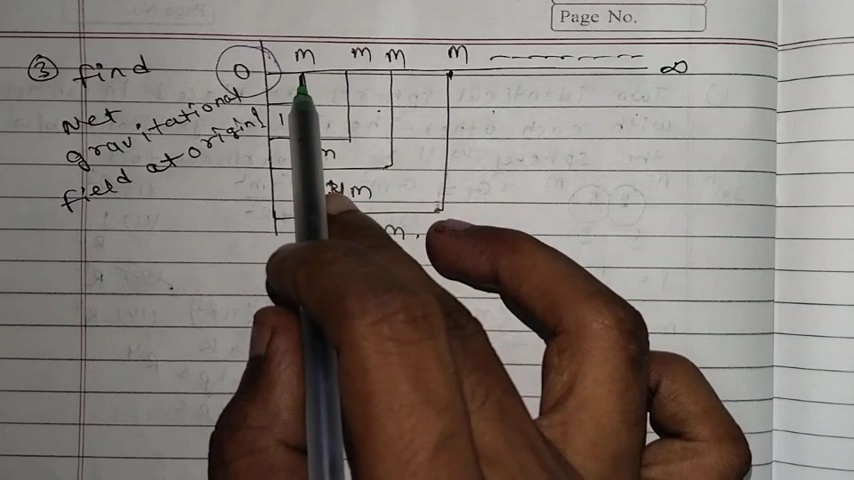 Page No.
③ find
Net
gravitational
field at origin!
O m m m m ∞
1
m
m
m.